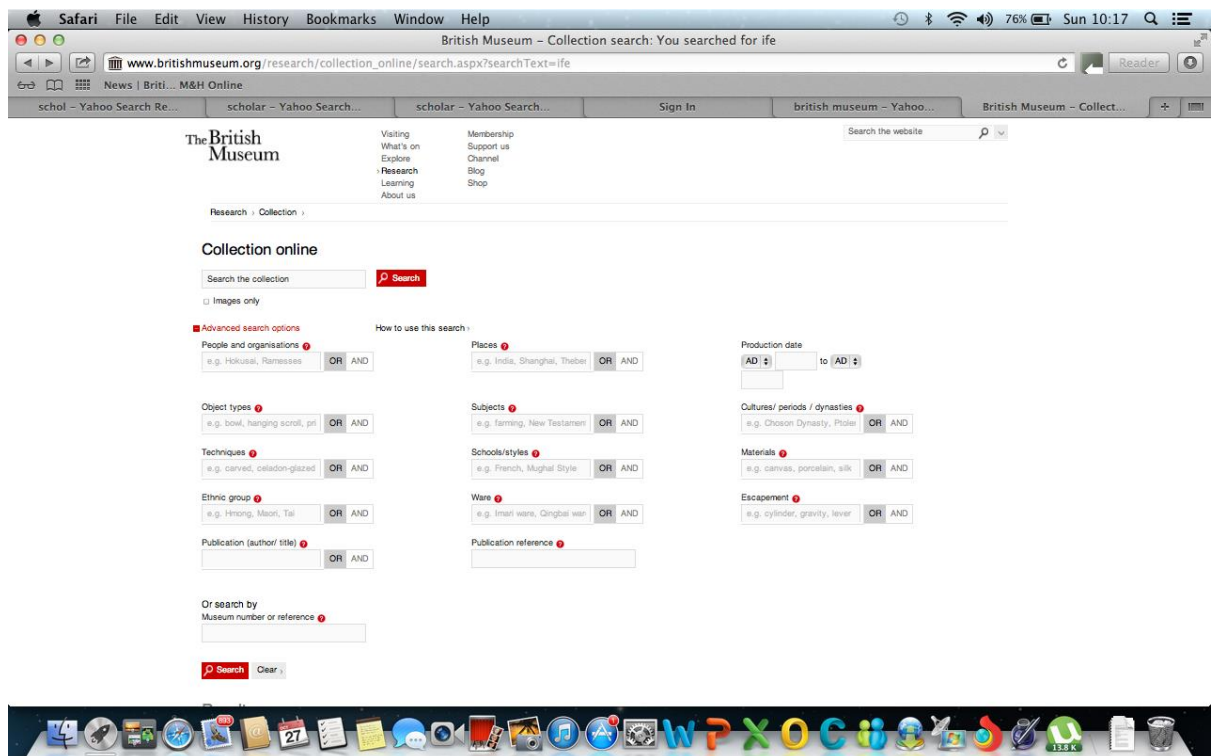 Safari File Edit View History Bookmarks Window Help 76% Sun 10:17
British Museum – Collection search: You searched for ife
www.britishmuseum.org/research/collection_online/search.aspx?searchText=ife Reader
News | Briti... M&H Online
schol – Yahoo Search Re... scholar – Yahoo Search... scholar – Yahoo Search... Sign In british museum – Yahoo... British Museum – Collect...
The British Museum
Visiting Membership
What's on Support us
Explore Channel
› Research Blog
Learning Shop
About us
Search the website
Research › Collection ›
Collection online
Search the collection Search
Images only
Advanced search options How to use this search ›
People and organisations ? Places ? Production date
e.g. Hokusai, Ramesses OR AND e.g. India, Shanghai, Theber OR AND AD to AD
Object types ? Subjects ? Cultures/ periods / dynasties ?
e.g. bowl, hanging scroll, pri OR AND e.g. farming, New Testamen OR AND e.g. Choson Dynasty, Ptoler OR AND
Techniques ? Schools/styles ? Materials ?
e.g. carved, celadon-glazed OR AND e.g. French, Mughal Style OR AND e.g. canvas, porcelain, silk OR AND
Ethnic group ? Ware ? Escapement ?
e.g. Hmong, Maori, Tai OR AND e.g. Imari ware, Qingbai war OR AND e.g. cylinder, gravity, lever OR AND
Publication (author/ title) ? Publication reference ?
OR AND
Or search by
Museum number or reference ?
Search Clear ›
27
13.8 K